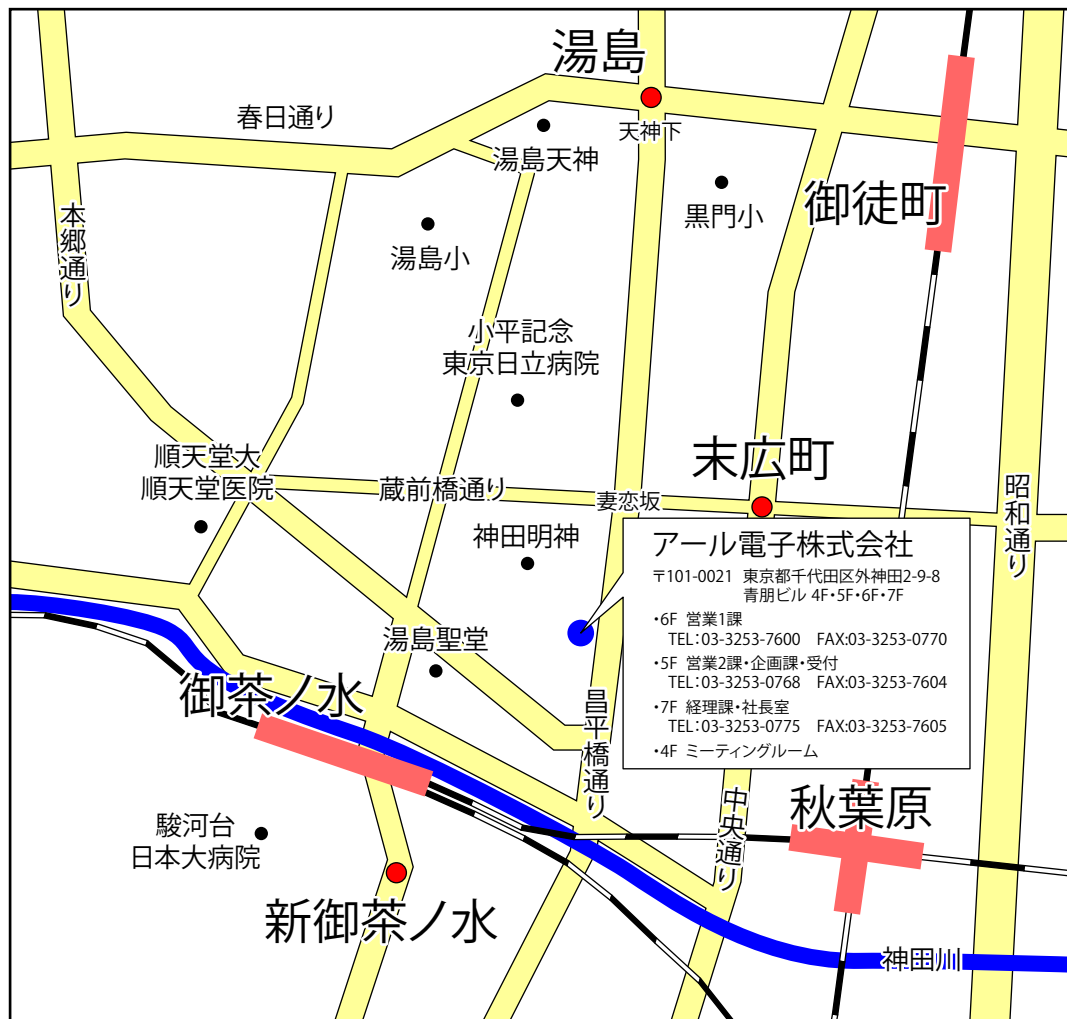 湯島
春日通り
天神下
湯島天神
黒門小
御徒町
本郷通り
湯島小
小平記念
東京日立病院
順天堂大
順天堂医院
末広町
蔵前橋通り
妻恋坂
昭和通り
神田明神
アール電子株式会社
〒101-0021 東京都千代田区外神田2-9-8
青朋ビル 4F・5F・6F・7F
・6F 営業1課
TEL:03-3253-7600 FAX:03-3253-0770
・5F 営業2課・企画課・受付
TEL:03-3253-0768 FAX:03-3253-7604
・7F 経理課・社長室
TEL:03-3253-0775 FAX:03-3253-7605
・4F ミーティングルーム
湯島聖堂
御茶ノ水
昌平橋通り
秋葉原
中央通り
駿河台
日本大病院
新御茶ノ水
神田川